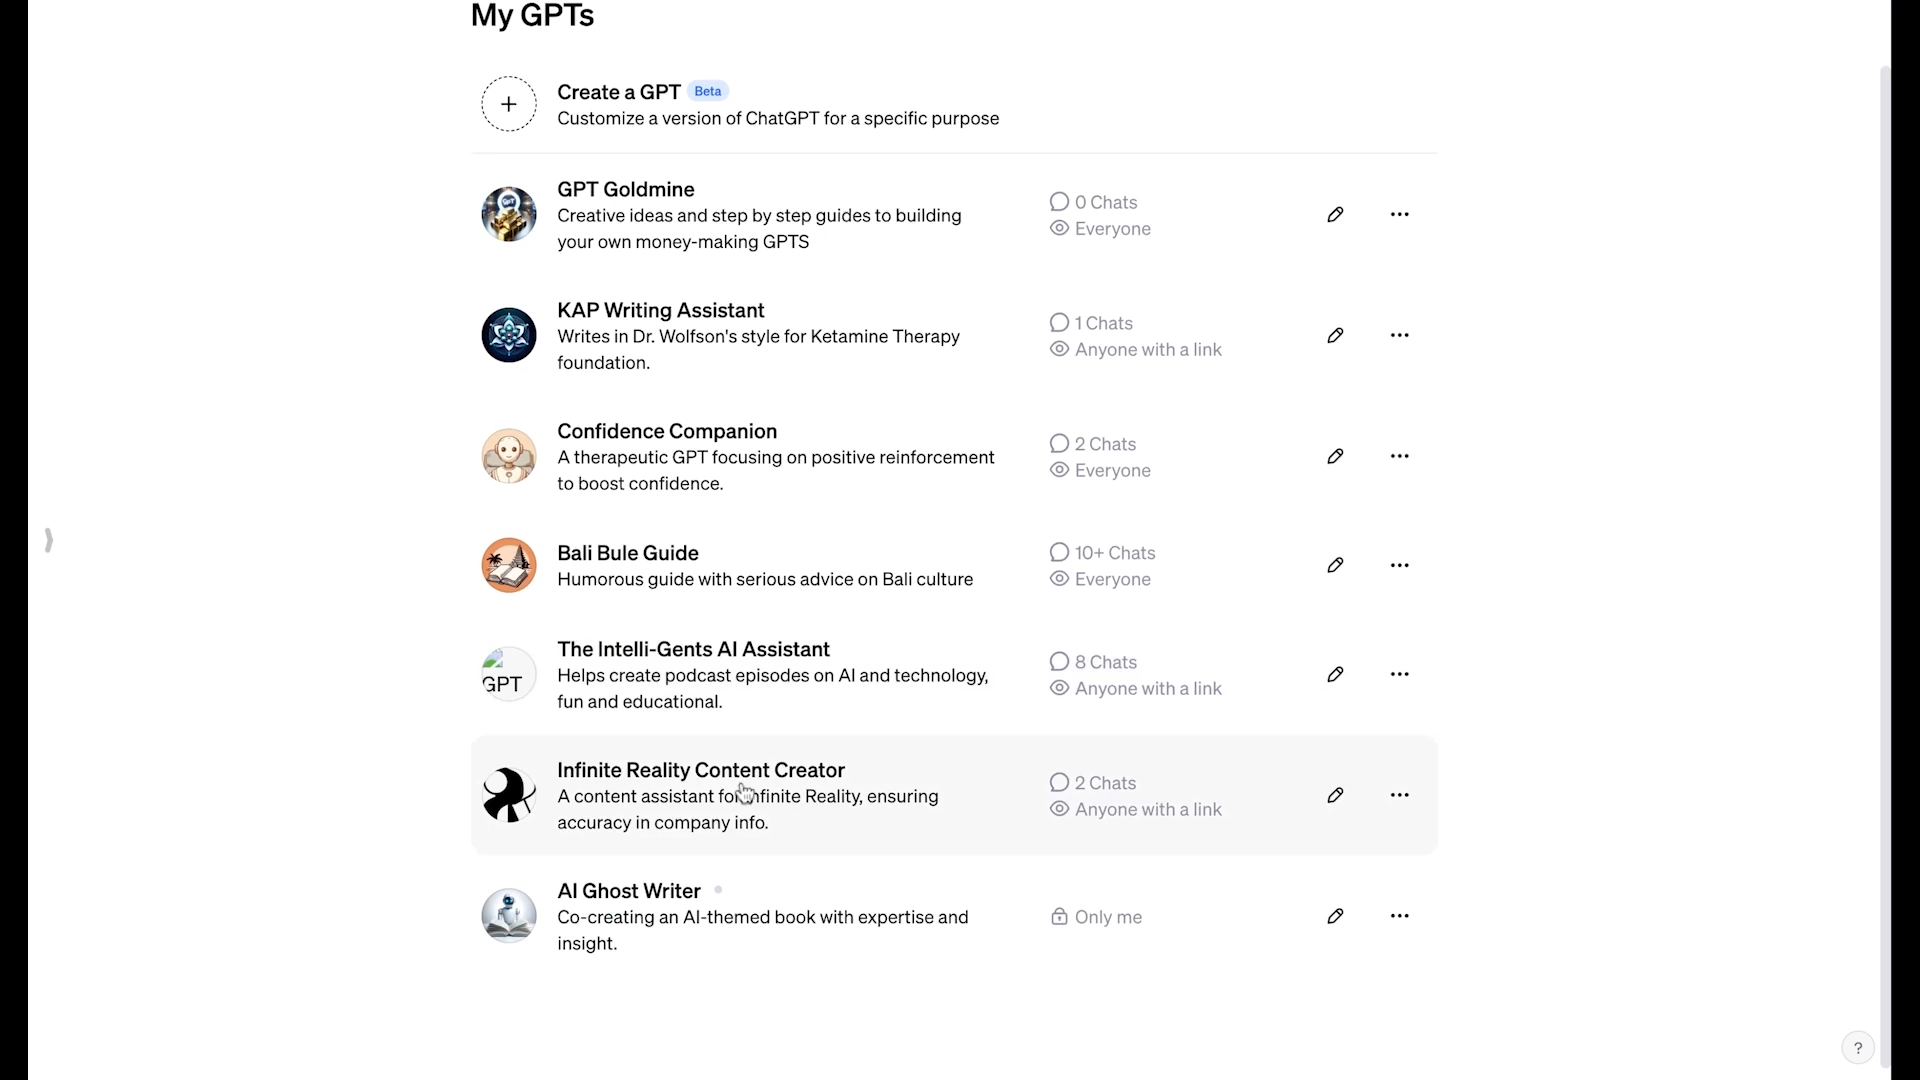 My GPTs
Create a GPT Beta
Customize a version of ChatGPT for a specific purpose
GPT Goldmine
Creative ideas and step by step guides to building
your own money-making GPTS
0 Chats
Everyone
KAP Writing Assistant
Writes in Dr. Wolfson's style for Ketamine Therapy
foundation.
1 Chats
Anyone with a link
Confidence Companion
A therapeutic GPT focusing on positive reinforcement
to boost confidence.
2 Chats
Everyone
Bali Bule Guide
Humorous guide with serious advice on Bali culture
10+ Chats
Everyone
GPT
The Intelli-Gents AI Assistant
Helps create podcast episodes on AI and technology,
fun and educational.
8 Chats
Anyone with a link
Infinite Reality Content Creator
A content assistant for Infinite Reality, ensuring
accuracy in company info.
2 Chats
Anyone with a link
AI Ghost Writer
Co-creating an AI-themed book with expertise and
insight.
Only me
?